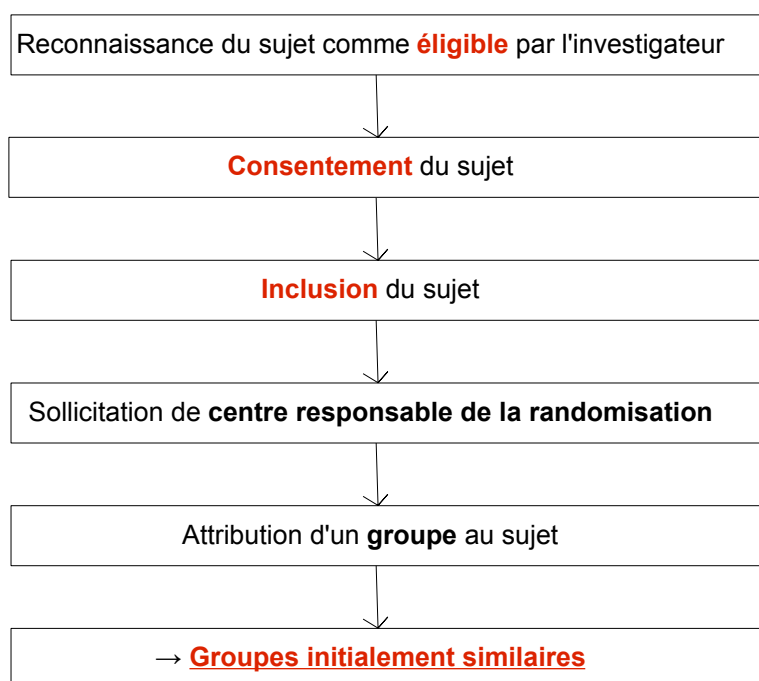 Reconnaissance du sujet comme éligible par l'investigateur
Consentement du sujet
Inclusion du sujet
Sollicitation de centre responsable de la randomisation
Attribution d'un groupe au sujet
→ Groupes initialement similaires